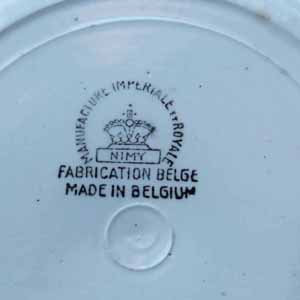 MANUFACTURE IMPERIALE ET ROYALE
NIMY
FABRICATION BELGE
MADE IN BELGIUM